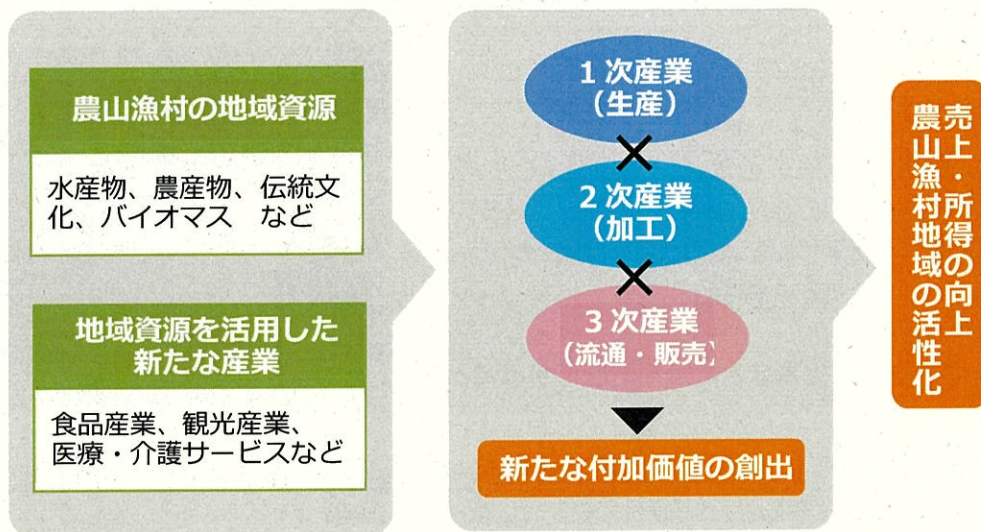 農山漁村の地域資源
水産物、農産物、伝統文
化、バイオマス　など
地域資源を活用した
新たな産業
食品産業、観光産業、
医療・介護サービスなど
1次産業
（生産）
×
2次産業
（加工）
×
3次産業
（流通・販売）
新たな付加価値の創出
売上・所得の向上
農山漁村地域の活性化